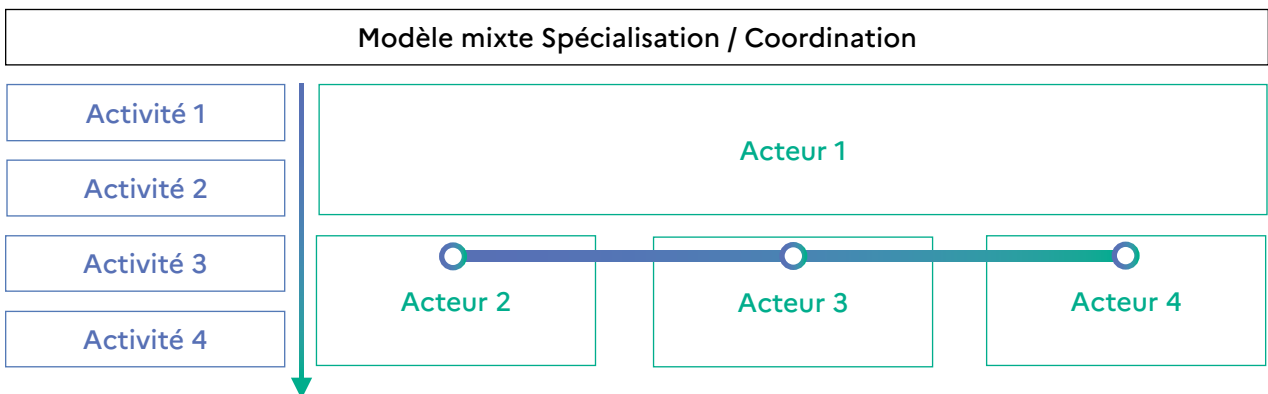 Modèle mixte Spécialisation / Coordination
Activité 1
Activité 2
Activité 3
Activité 4
Acteur 1
Acteur 2
Acteur 3
Acteur 4